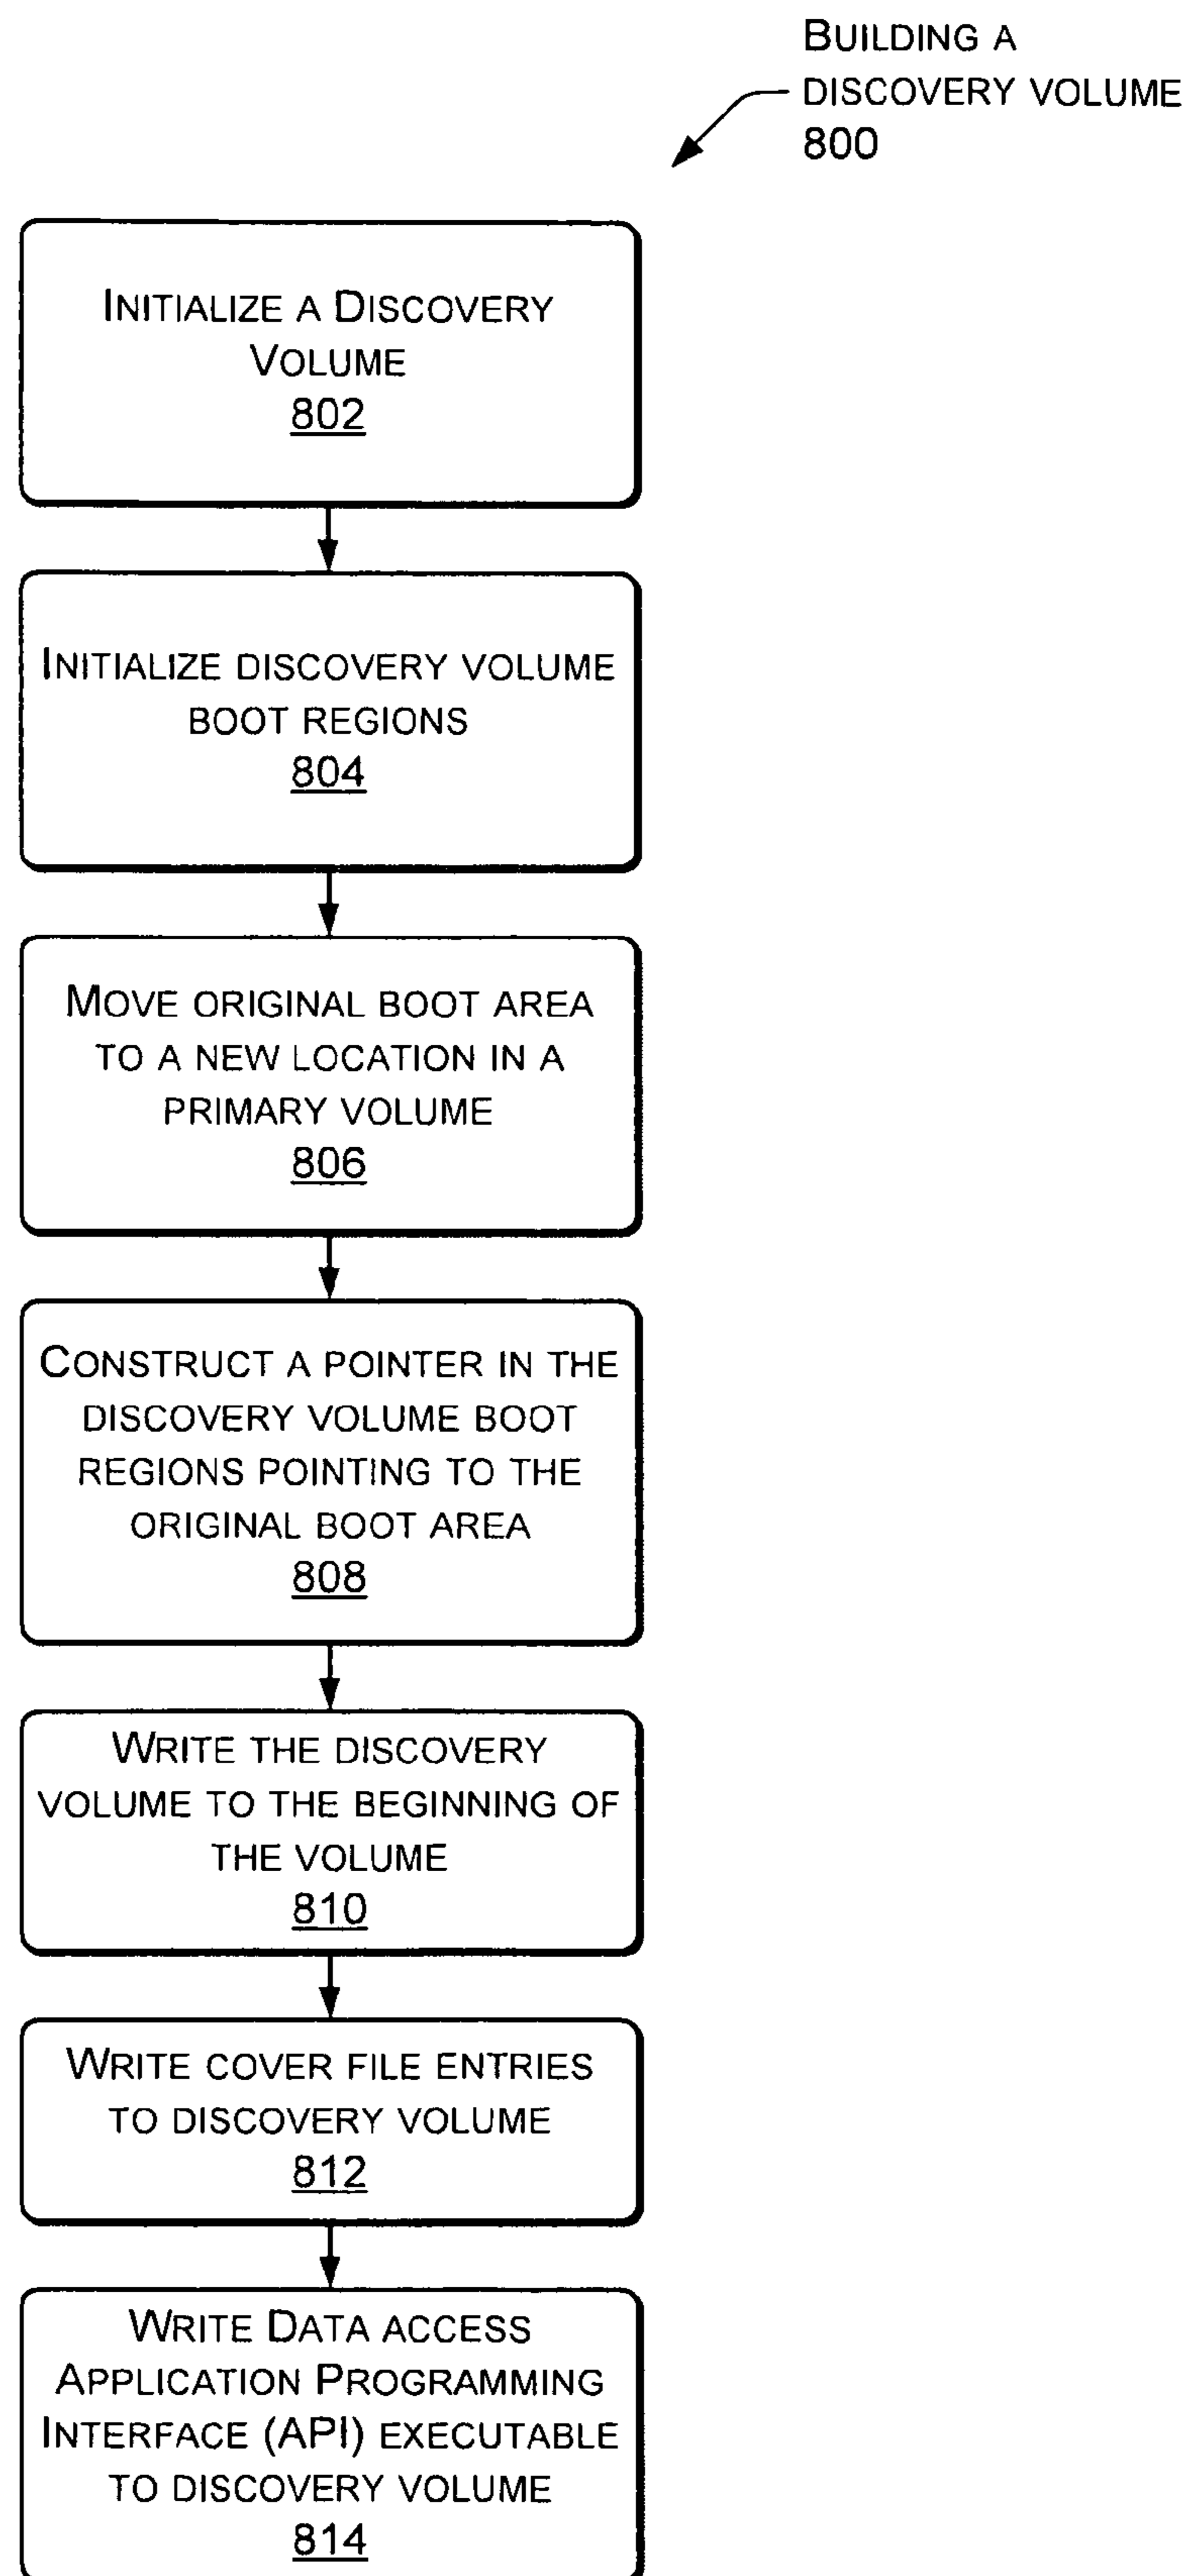 BUILDING A
DISCOVERY VOLUME
800
INITIALIZE A DISCOVERY
VOLUME
802
INITIALIZE DISCOVERY VOLUME
BOOT REGIONS
804
MOVE ORIGINAL BOOT AREA
TO A NEW LOCATION IN A
PRIMARY VOLUME
806
CONSTRUCT A POINTER IN THE
DISCOVERY VOLUME BOOT
REGIONS POINTING TO THE
ORIGINAL BOOT AREA
808
WRITE THE DISCOVERY
VOLUME TO THE BEGINNING OF
THE VOLUME
810
WRITE COVER FILE ENTRIES
TO DISCOVERY VOLUME
812
WRITE DATA ACCESS
APPLICATION PROGRAMMING
INTERFACE (API) EXECUTABLE
TO DISCOVERY VOLUME
814